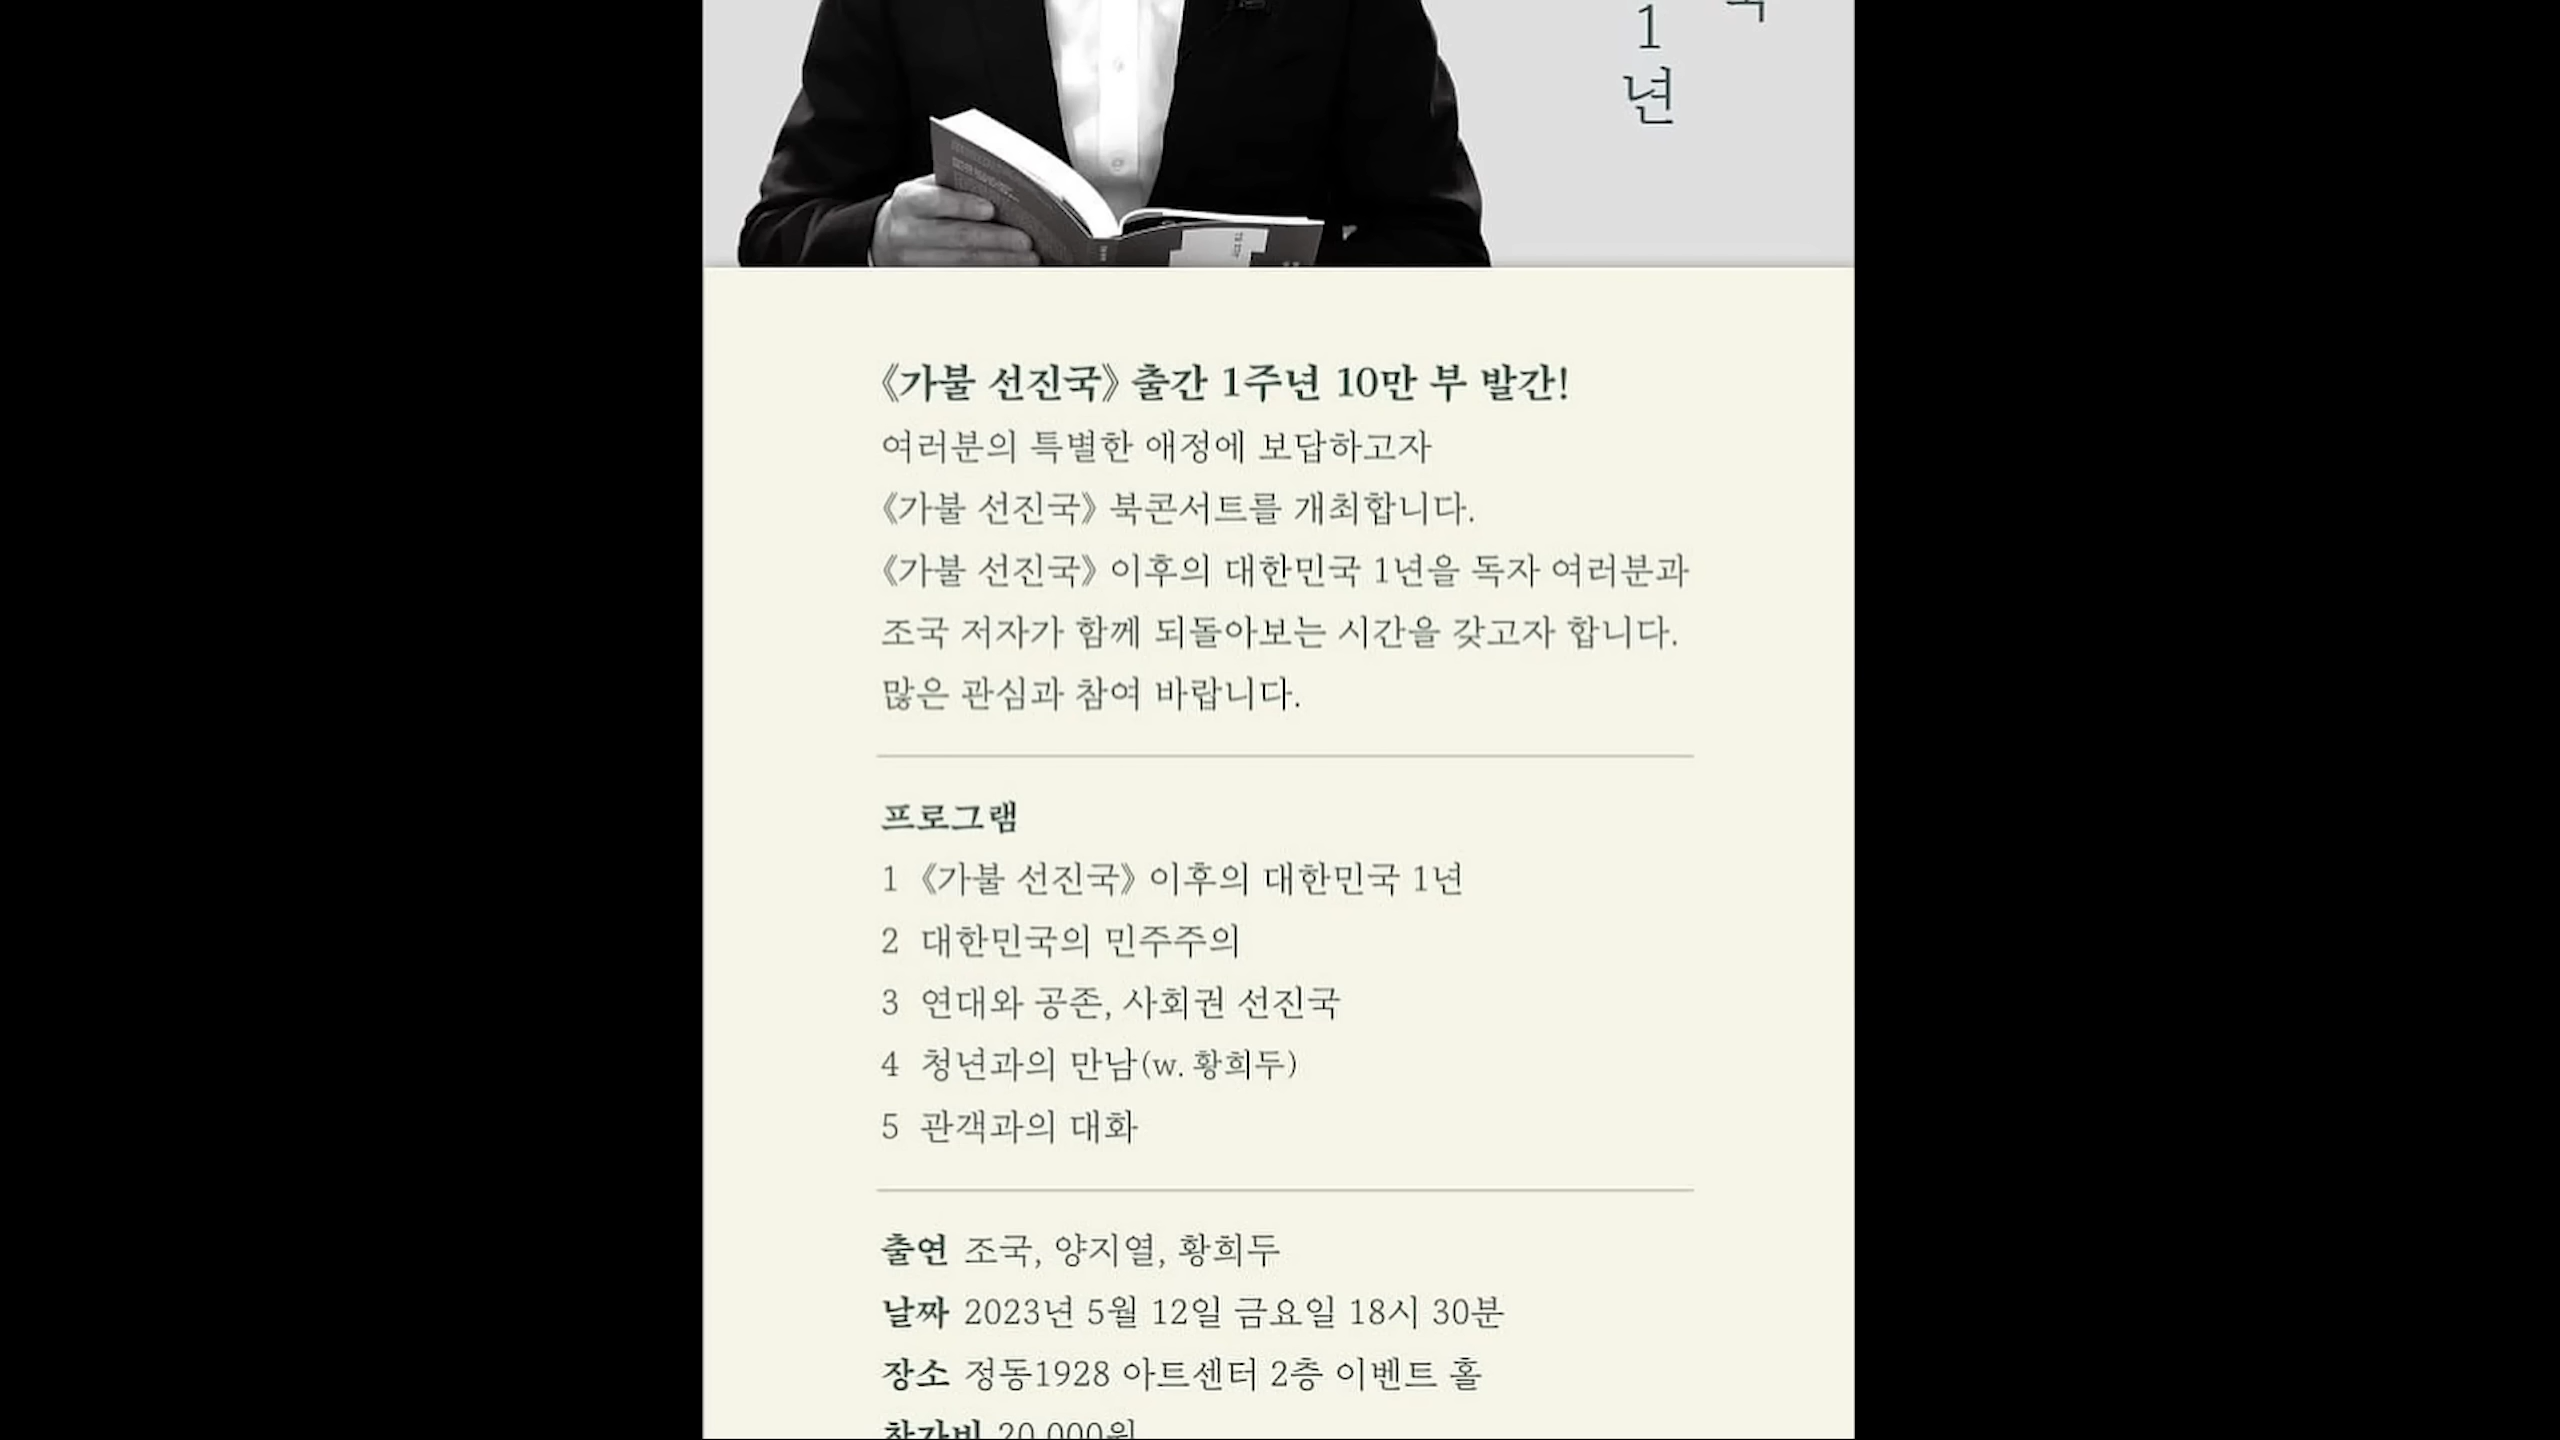 1
년
《가불 선진국》 출간 1주년 10만 부 발간!
여러분의 특별한 애정에 보답하고자
《가불 선진국》 북콘서트를 개최합니다.
《가불 선진국》 이후의 대한민국 1년을 독자 여러분과
조국 저자가 함께 되돌아보는 시간을 갖고자 합니다.
많은 관심과 참여 바랍니다.
프로그램
1 《가불 선진국》 이후의 대한민국 1년
2 대한민국의 민주주의
3 연대와 공존, 사회권 선진국
4 청년과의 만남(w. 황희두)
5 관객과의 대화
출연 조국, 양지열, 황희두
날짜 2023년 5월 12일 금요일 18시 30분
장소 정동1928 아트센터 2층 이벤트 홀
참가비 20,000원